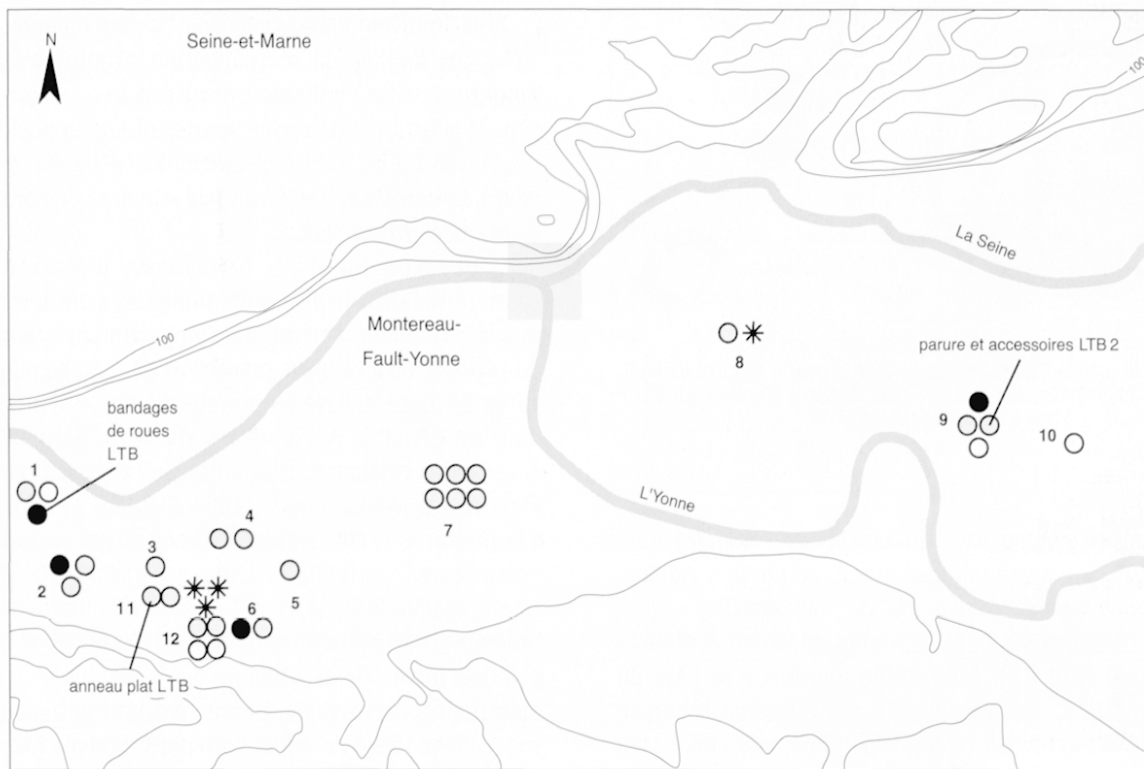 N
Seine-et-Marne
100
100
La Seine
Montereau-
Fault-Yonne
8
parure et accessoires LTB 2
bandages
de roues
LTB
9
10
1
7
L'Yonne
4
3
2
5
11
6
12
anneau plat LTB